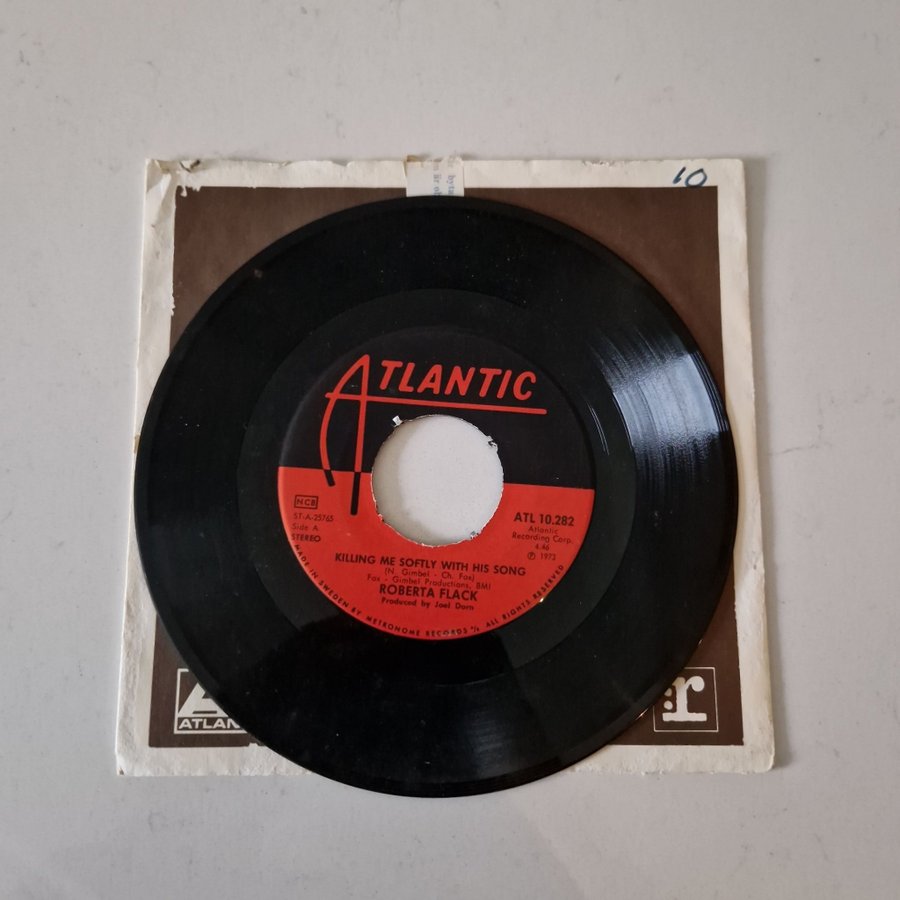 10
ATLANTIC
NCB
ST-A-25765
Side A
STEREO
ATL 10.282
Atlantic
Recording Corp.
4.46
℗ 1973
KILLING ME SOFTLY WITH HIS SONG
(N. Gimbel - Ch. Fox)
Fox - Gimbel Productions, BMI
ROBERTA FLACK
Produced by Joel Dorn
MADE IN SWEDEN BY METRONOME RECORDS a/s ALL RIGHTS RESERVED
ATLAN
r